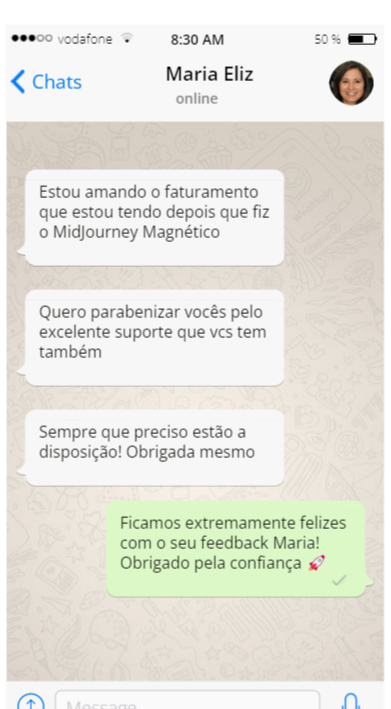 vodafone 8:30 AM 50 %
Chats Maria Eliz
online
Estou amando o faturamento
que estou tendo depois que fiz
o MidJourney Magnético
Quero parabenizar vocês pelo
excelente suporte que vcs tem
também
Sempre que preciso estão a
disposição! Obrigada mesmo
Ficamos extremamente felizes
com o seu feedback Maria!
Obrigado pela confiança 🚀
Message